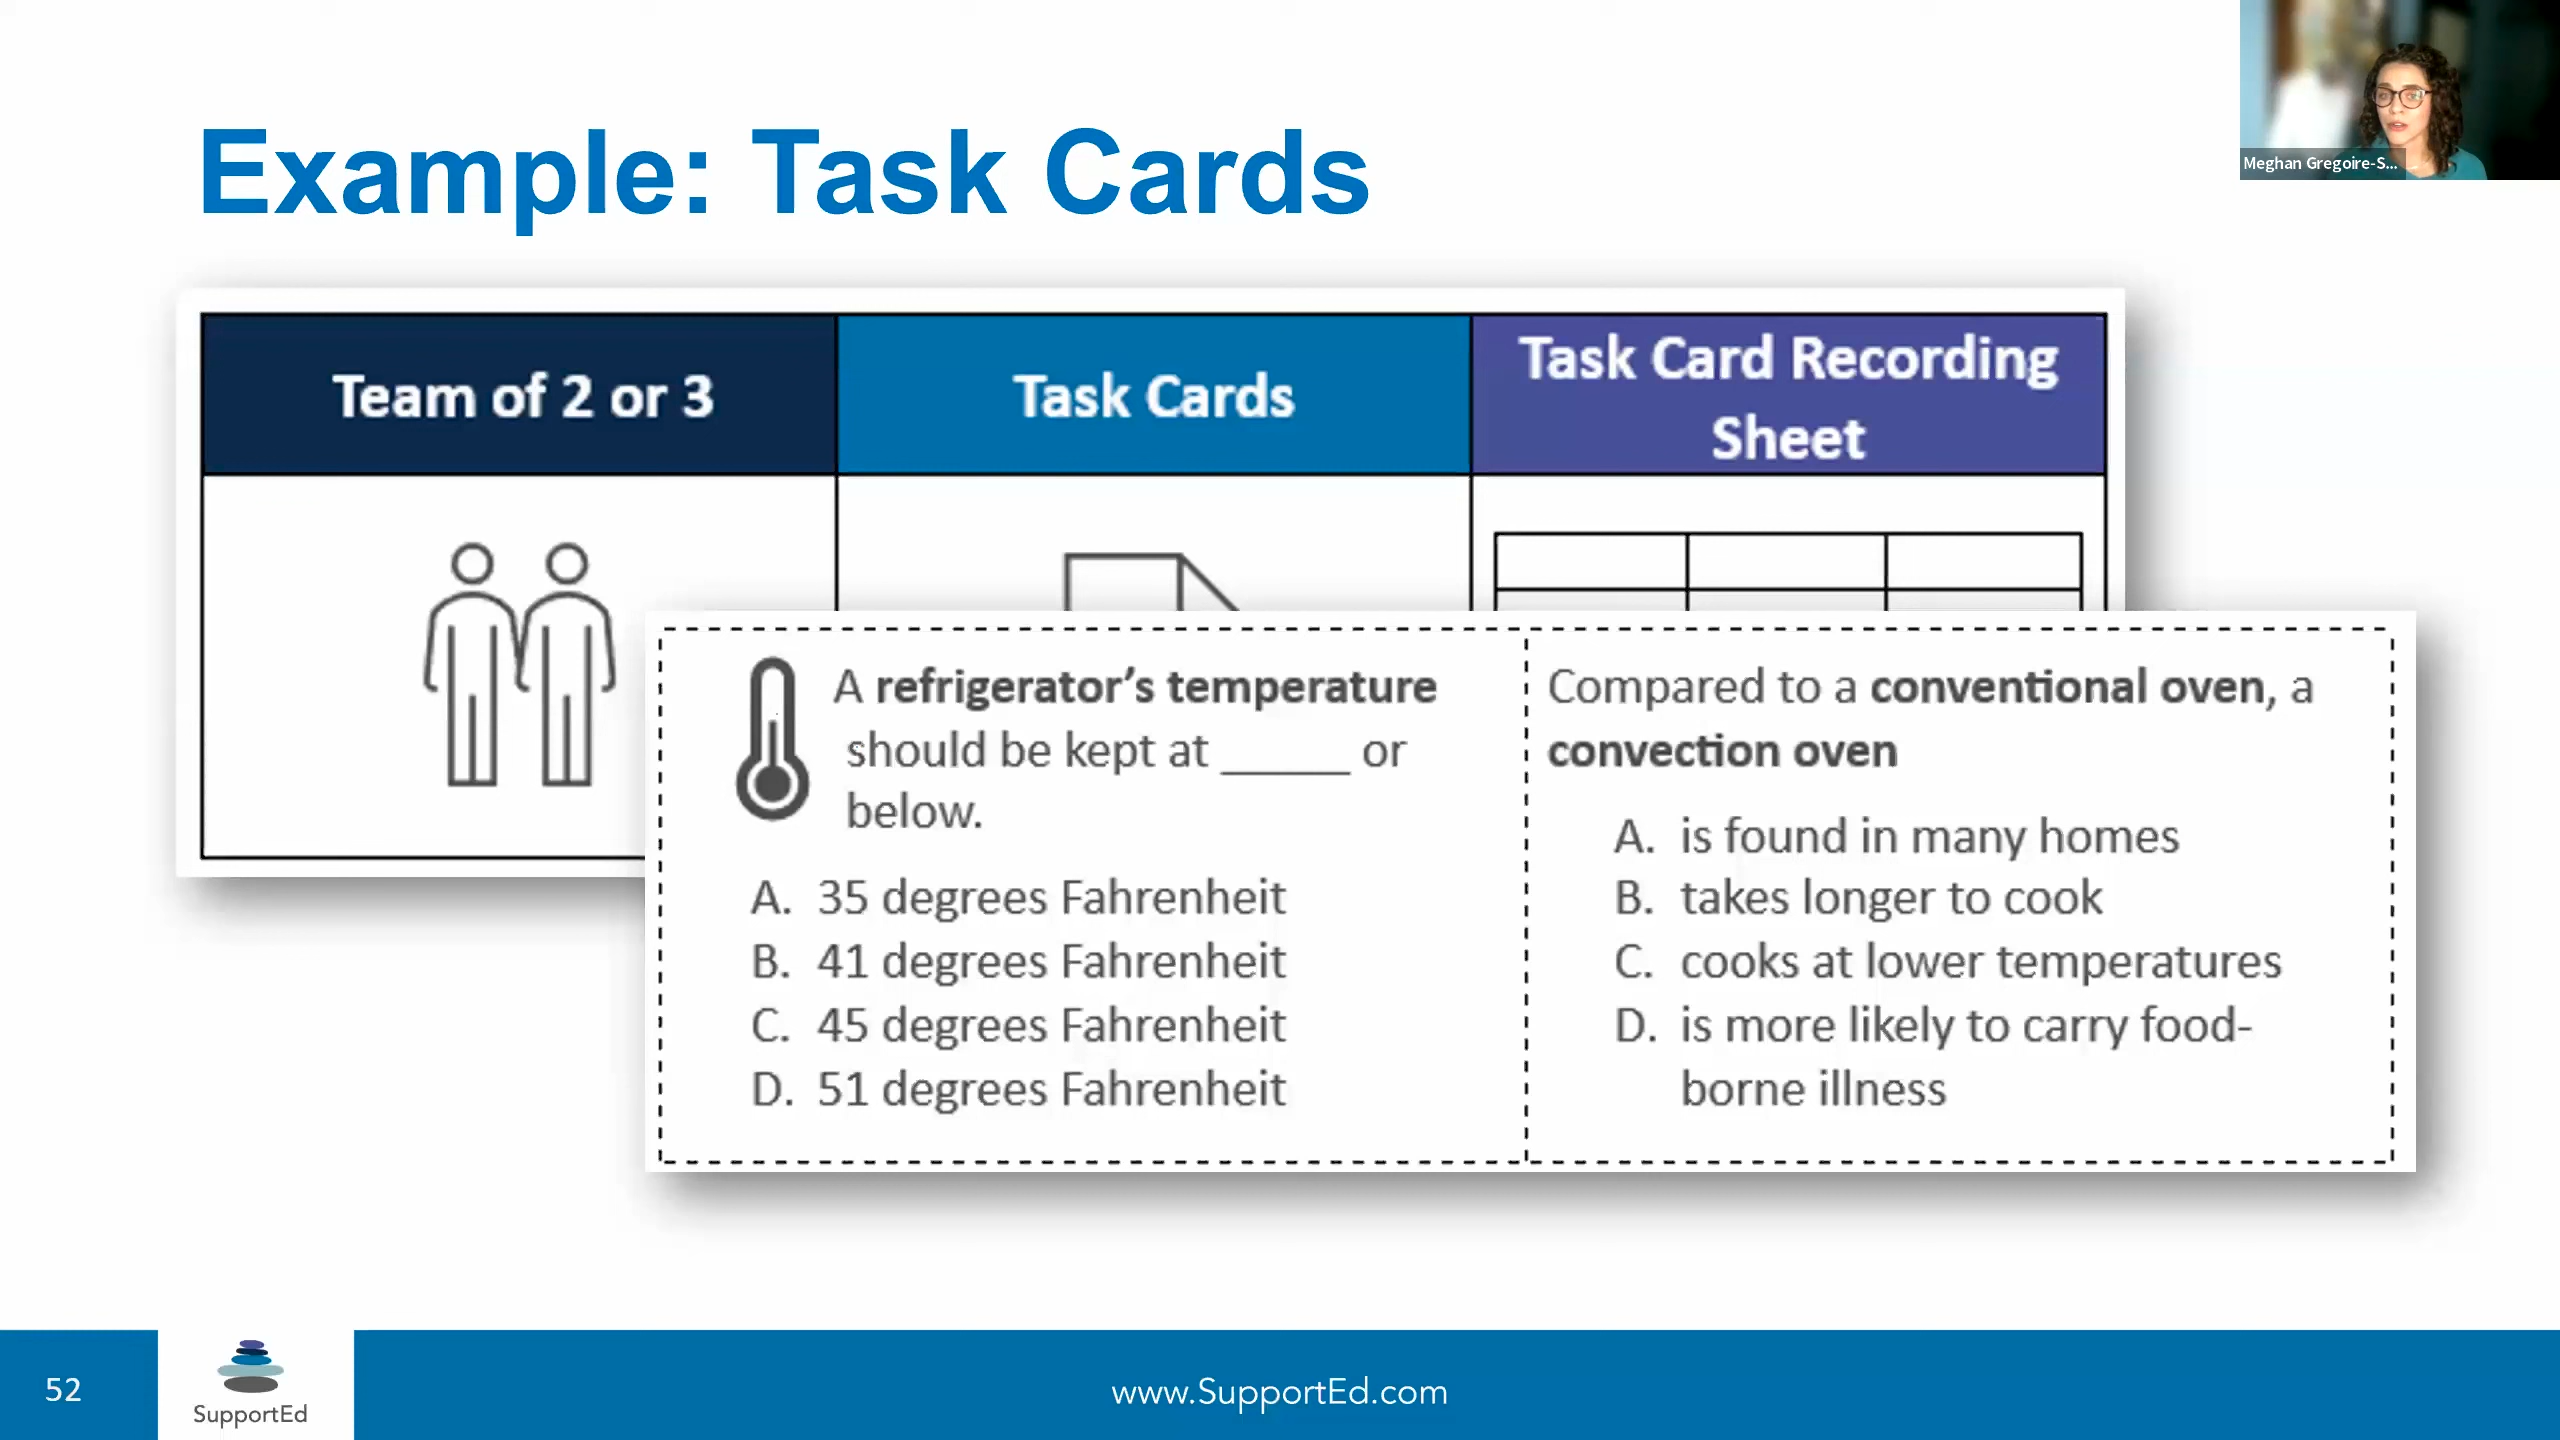 Meghan Gregoire-S...
Example: Task Cards
Team of 2 or 3
Task Cards
Task Card Recording
Sheet
A refrigerator's temperature
should be kept at _____ or
below.
A. 35 degrees Fahrenheit
B. 41 degrees Fahrenheit
C. 45 degrees Fahrenheit
D. 51 degrees Fahrenheit
Compared to a conventional oven, a
convection oven
A. is found in many homes
B. takes longer to cook
C. cooks at lower temperatures
D. is more likely to carry food-
borne illness
52
SupportEd
www.SupportEd.com